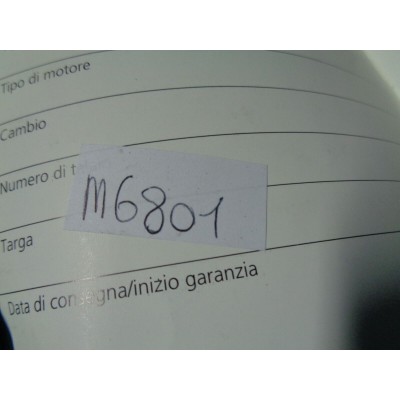 Tipo di motore
Cambio
Numero di t
M6801
Targa
Data di consegna/inizio garanzia